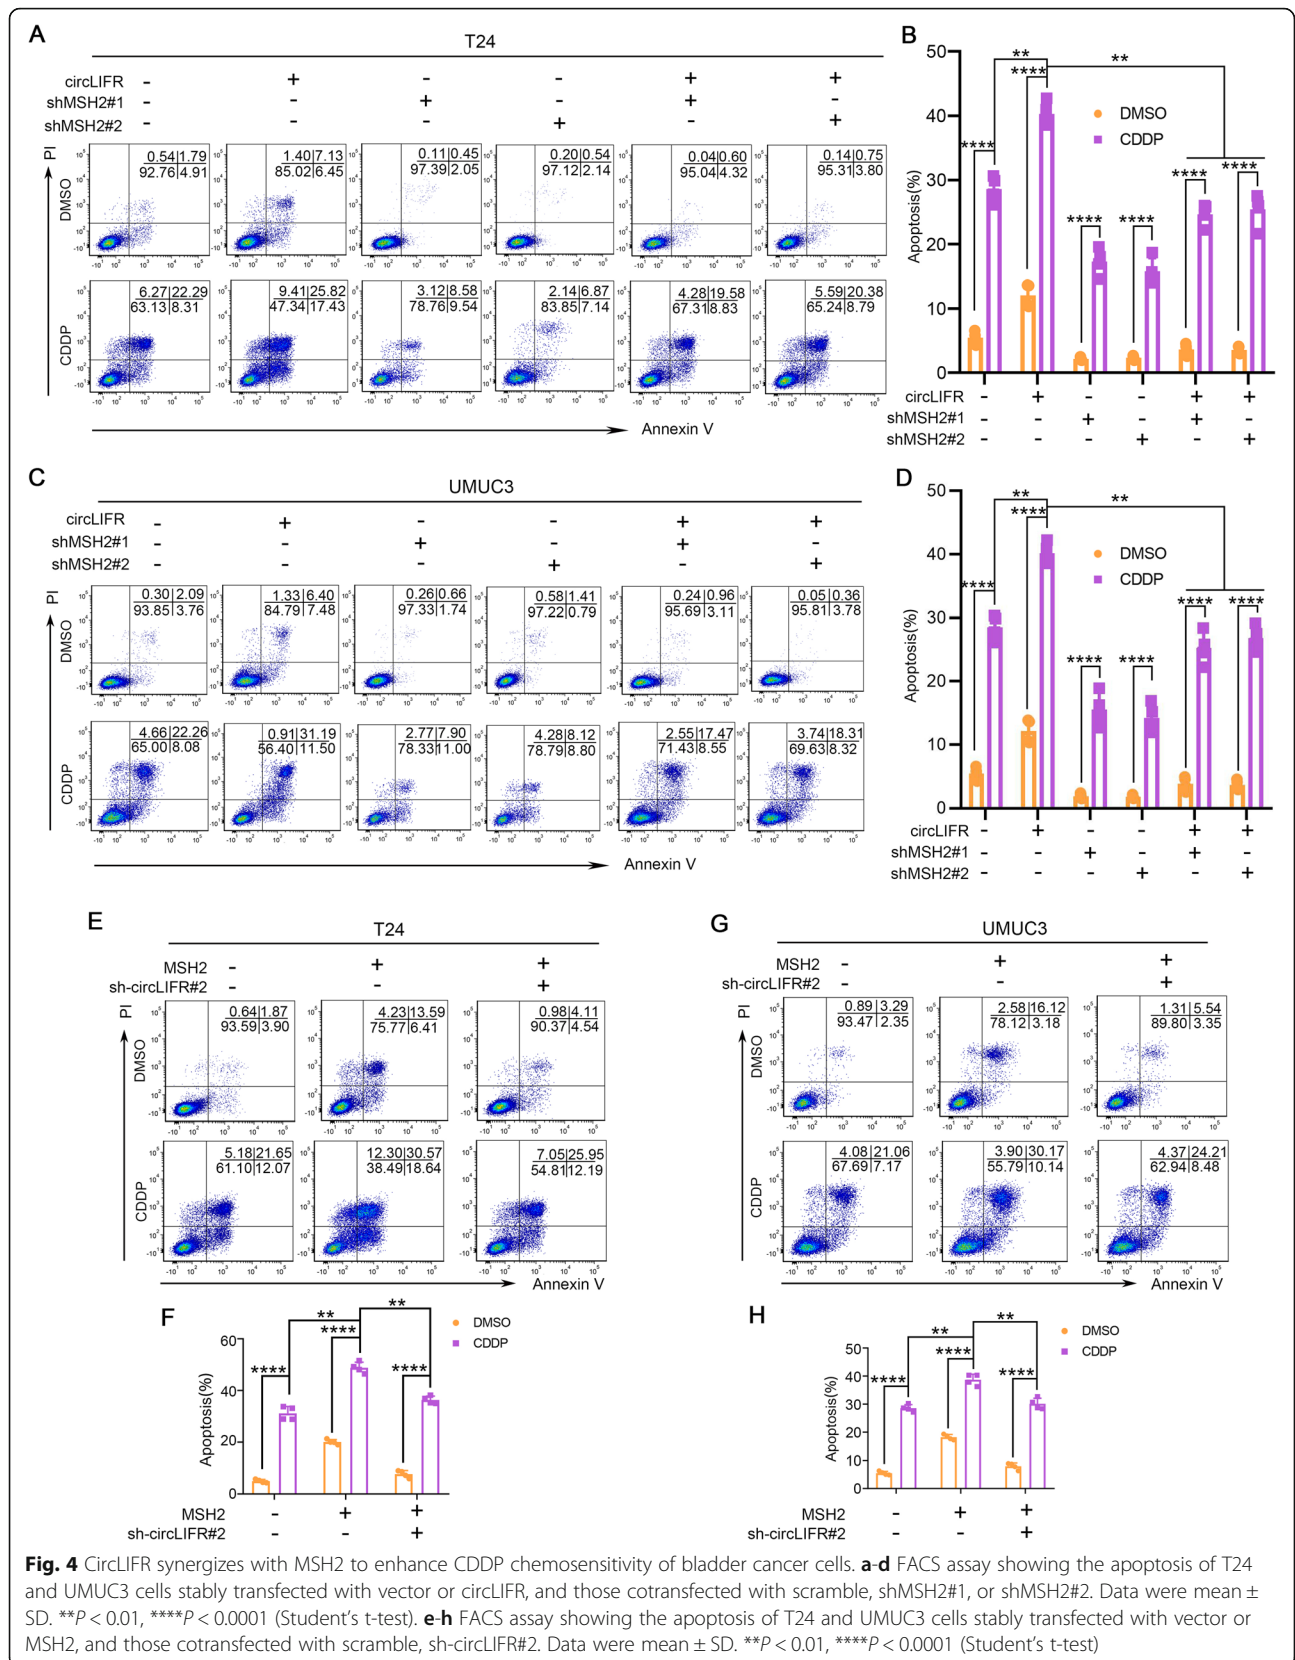 A
T24
circLIFR - + - - + +
shMSH2#1 - - + - + -
shMSH2#2 - - - + - +
PI
DMSO
0.54|1.79 1.40|7.13 0.11|0.45 0.20|0.54 0.04|0.60 0.14|0.75
92.76|4.91 85.02|6.45 97.39|2.05 97.12|2.14 95.04|4.32 95.31|3.80
CDDP
6.27|22.29 9.41|25.82 3.12|8.58 2.14|6.87 4.28|19.58 5.59|20.38
63.13|8.31 47.34|17.43 78.76|9.54 83.85|7.14 67.31|8.83 65.24|8.79
Annexin V
B
50
40
30
20
10
0
Apoptosis(%)
DMSO
CDDP
** **
****
**** **** **** **** ****
circLIFR - + - - + +
shMSH2#1 - - + - + -
shMSH2#2 - - - + - +
C
UMUC3
circLIFR - + - - + +
shMSH2#1 - - + - + -
shMSH2#2 - - - + - +
PI
DMSO
0.30|2.09 1.33|6.40 0.26|0.66 0.58|1.41 0.24|0.96 0.05|0.36
93.85|3.76 84.79|7.48 97.33|1.74 97.22|0.79 95.69|3.11 95.81|3.78
CDDP
4.66|22.26 0.91|31.19 2.77|7.90 4.28|8.12 2.55|17.47 3.74|18.31
65.00|8.08 56.40|11.50 78.33|11.00 78.79|8.80 71.43|8.55 69.63|8.32
Annexin V
D
50
40
30
20
10
0
Apoptosis(%)
DMSO
CDDP
** **
****
**** **** **** **** ****
circLIFR - + - - + +
shMSH2#1 - - + - + -
shMSH2#2 - - - + - +
E
T24
MSH2 - + +
sh-circLIFR#2 - - +
PI
DMSO
0.64|1.87 4.23|13.59 0.98|4.11
93.59|3.90 75.77|6.41 90.37|4.54
CDDP
5.18|21.65 12.30|30.57 7.05|25.95
61.10|12.07 38.49|18.64 54.81|12.19
Annexin V
G
UMUC3
MSH2 - + +
sh-circLIFR#2 - - +
PI
DMSO
0.89|3.29 2.58|16.12 1.31|5.54
93.47|2.35 78.12|3.18 89.80|3.35
CDDP
4.08|21.06 3.90|30.17 4.37|24.21
67.69|7.17 55.79|10.14 62.94|8.48
Annexin V
F
60
40
20
0
Apoptosis(%)
DMSO
CDDP
** **
**** **** ****
MSH2 - + +
sh-circLIFR#2 - - +
H
50
40
30
20
10
0
Apoptosis(%)
DMSO
CDDP
** **
**** **** ****
MSH2 - + +
sh-circLIFR#2 - - +
Fig. 4 CircLIFR synergizes with MSH2 to enhance CDDP chemosensitivity of bladder cancer cells. a-d FACS assay showing the apoptosis of T24
and UMUC3 cells stably transfected with vector or circLIFR, and those cotransfected with scramble, shMSH2#1, or shMSH2#2. Data were mean ±
SD. **P < 0.01, ****P < 0.0001 (Student's t-test). e-h FACS assay showing the apoptosis of T24 and UMUC3 cells stably transfected with vector or
MSH2, and those cotransfected with scramble, sh-circLIFR#2. Data were mean ± SD. **P < 0.01, ****P < 0.0001 (Student's t-test)